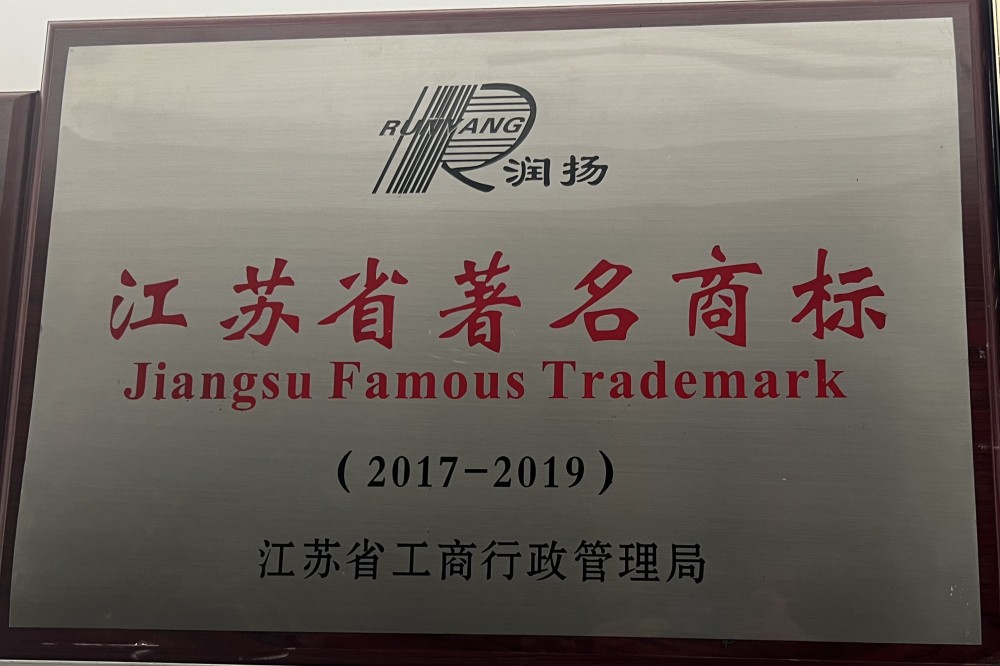 RUNYANG
润扬
江苏省著名商标
Jiangsu Famous Trademark
(2017-2019)
江苏省工商行政管理局